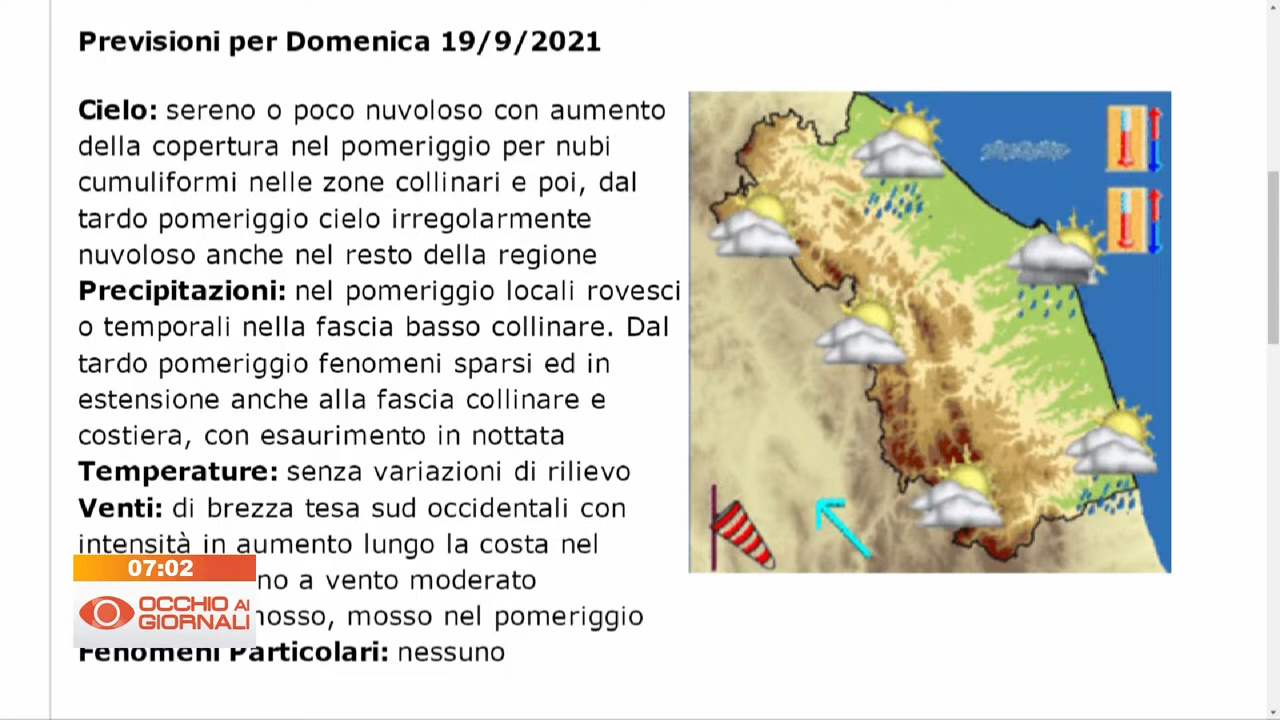 Previsioni per Domenica 19/9/2021
Cielo: sereno o poco nuvoloso con aumento
della copertura nel pomeriggio per nubi
cumuliformi nelle zone collinari e poi, dal
tardo pomeriggio cielo irregolarmente
nuvoloso anche nel resto della regione
Precipitazioni: nel pomeriggio locali rovesci
o temporali nella fascia basso collinare. Dal
tardo pomeriggio fenomeni sparsi ed in
estensione anche alla fascia collinare e
costiera, con esaurimento in nottata
Temperature: senza variazioni di rilievo
Venti: di brezza tesa sud occidentali con
intensità in aumento lungo la costa nel
a vento moderato
mosso nel pomeriggio
Fenomeni Particolari: nessuno
07:02
OCCHIO AI
GIORNALI